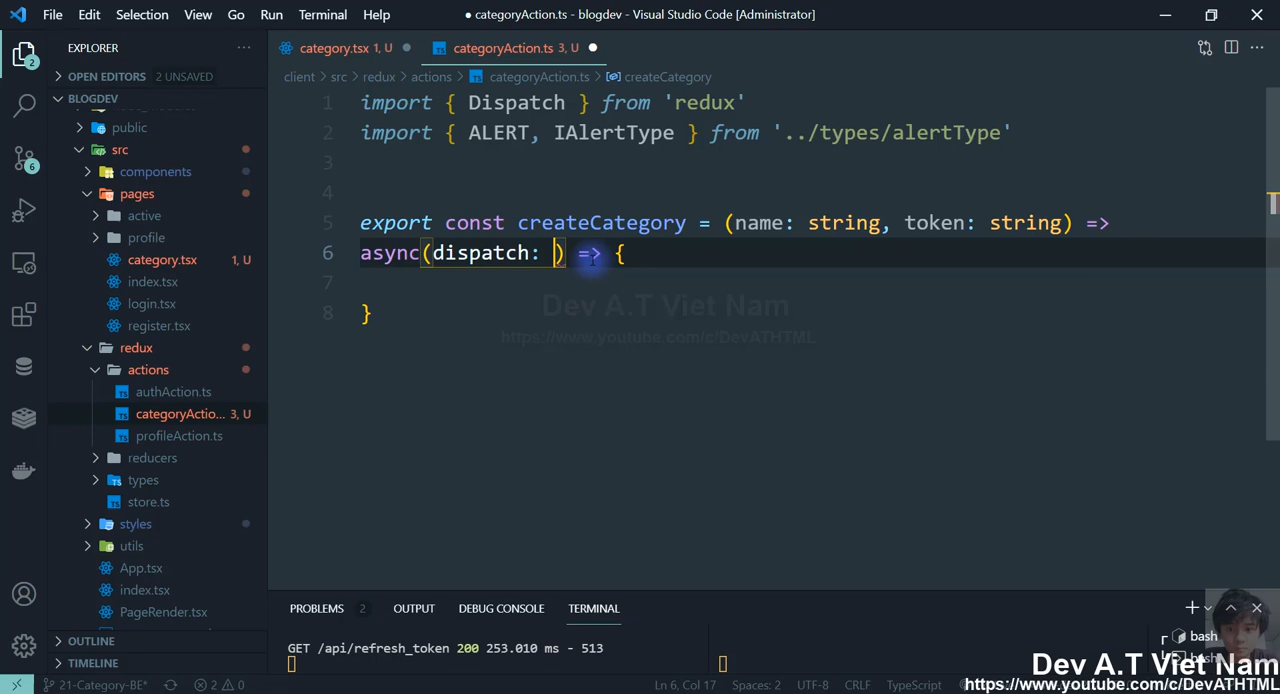 File Edit Selection View Go Run Terminal Help
● categoryAction.ts - blogdev - Visual Studio Code [Administrator]
EXPLORER
OPEN EDITORS 2 UNSAVED
BLOGDEV
public
src
components
pages
active
profile
category.tsx 1, U
index.tsx
login.tsx
register.tsx
redux
actions
authAction.ts
categoryActio... 3, U
profileAction.ts
reducers
types
store.ts
styles
utils
App.tsx
index.tsx
PageRender.tsx
OUTLINE
TIMELINE
2
6
category.tsx 1, U
categoryAction.ts 3, U
client > src > redux > actions > categoryAction.ts > createCategory
1 import { Dispatch } from 'redux'
2 import { ALERT, IAlertType } from '../types/alertType'
3
4
5 export const createCategory = (name: string, token: string) =>
6 async(dispatch: ) => {
7
8 }
Dev A.T Viet Nam
https://www.youtube.com/c/DevATHTML
PROBLEMS 2 OUTPUT DEBUG CONSOLE TERMINAL
GET /api/refresh_token 200 253.010 ms - 513
bash
bash
Dev A.T Viet Nam
https://www.youtube.com/c/DevATHTML
21-Category-BE* 2 0
Ln 6, Col 17 Spaces: 2 UTF-8 CRLF TypeScript